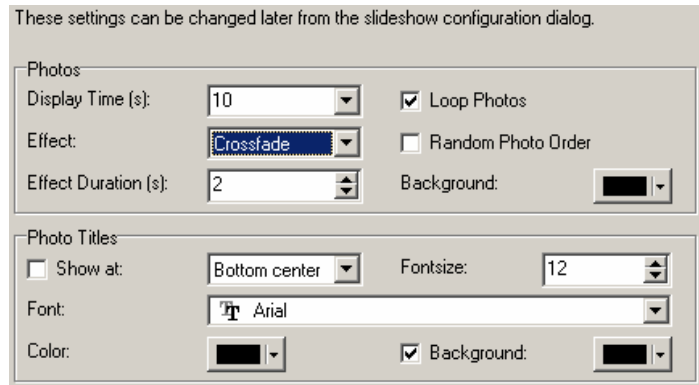 These settings can be changed later from the slideshow configuration dialog.
Photos
Display Time (s): 10 Loop Photos
Effect: Crossfade Random Photo Order
Effect Duration (s): 2 Background:
Photo Titles
Show at: Bottom center Fontsize: 12
Font: Arial
Color: Background: